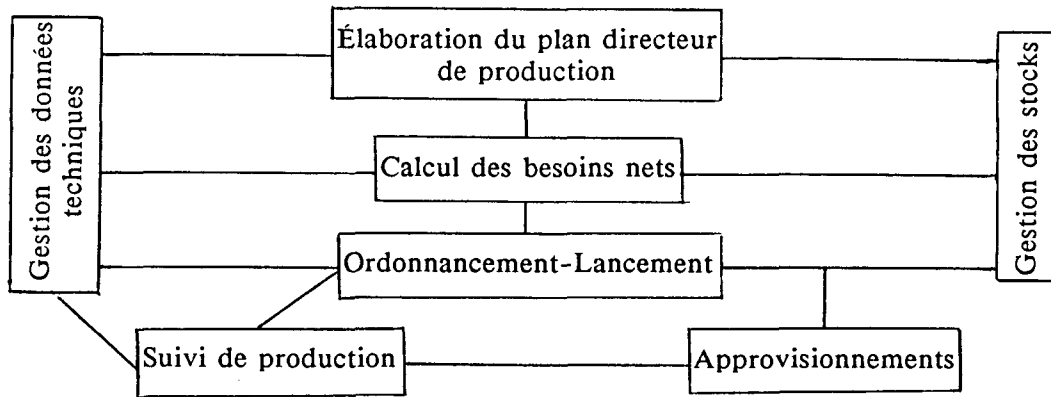 Élaboration du plan directeur
de production
Gestion des données
techniques
Calcul des besoins nets
Gestion des stocks
Ordonnancement-Lancement
Suivi de production
Approvisionnements